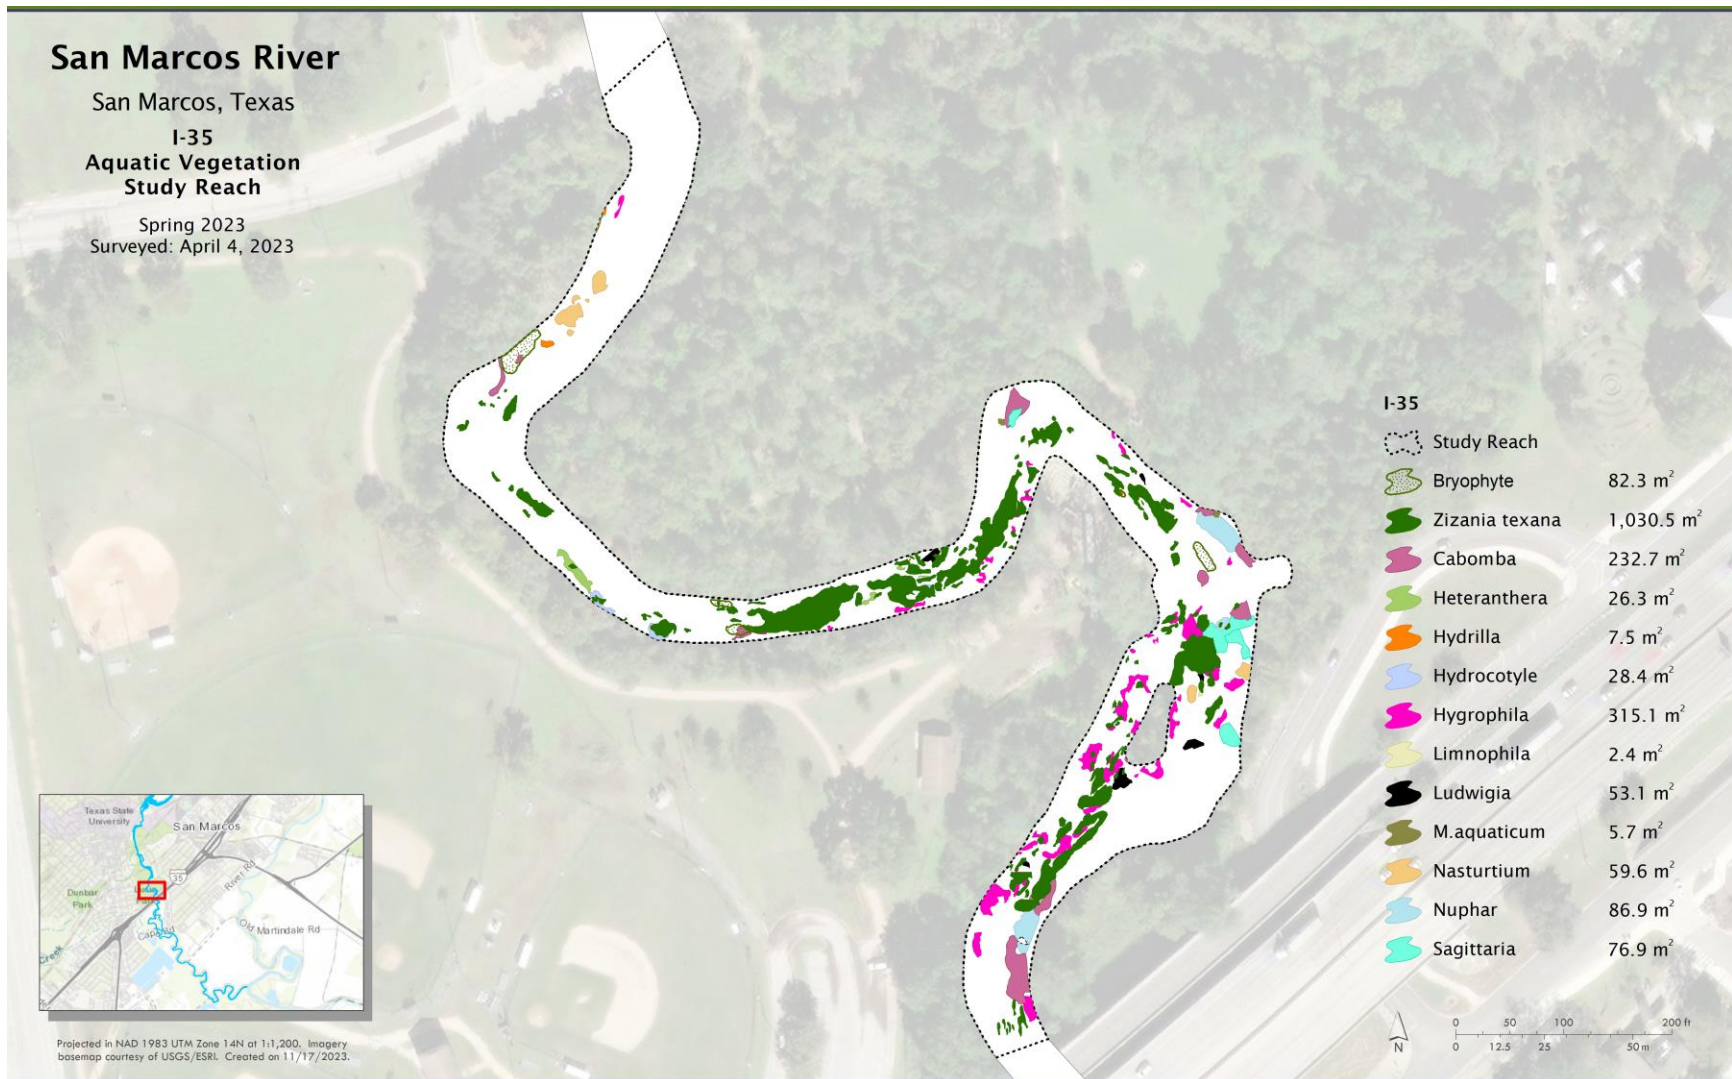 San Marcos River
San Marcos, Texas
I-35
Aquatic Vegetation
Study Reach
Spring 2023
Surveyed: April 4, 2023
I-35
Study Reach
Bryophyte 82.3 m²
Zizania texana 1,030.5 m²
Cabomba 232.7 m²
Heteranthera 26.3 m²
Hydrilla 7.5 m²
Hydrocotyle 28.4 m²
Hygrophila 315.1 m²
Limnophila 2.4 m²
Ludwigia 53.1 m²
M.aquaticum 5.7 m²
Nasturtium 59.6 m²
Nuphar 86.9 m²
Sagittaria 76.9 m²
Texas State
University
San Marcos
35
River Rd
Dunbar
Park
Cape Rd
Old Martindale Rd
Creek
Projected in NAD 1983 UTM Zone 14N at 1:1,200. Imagery
basemap courtesy of USGS/ESRI. Created on 11/17/2023.
N
0 50 100 200 ft
0 12.5 25 50 m